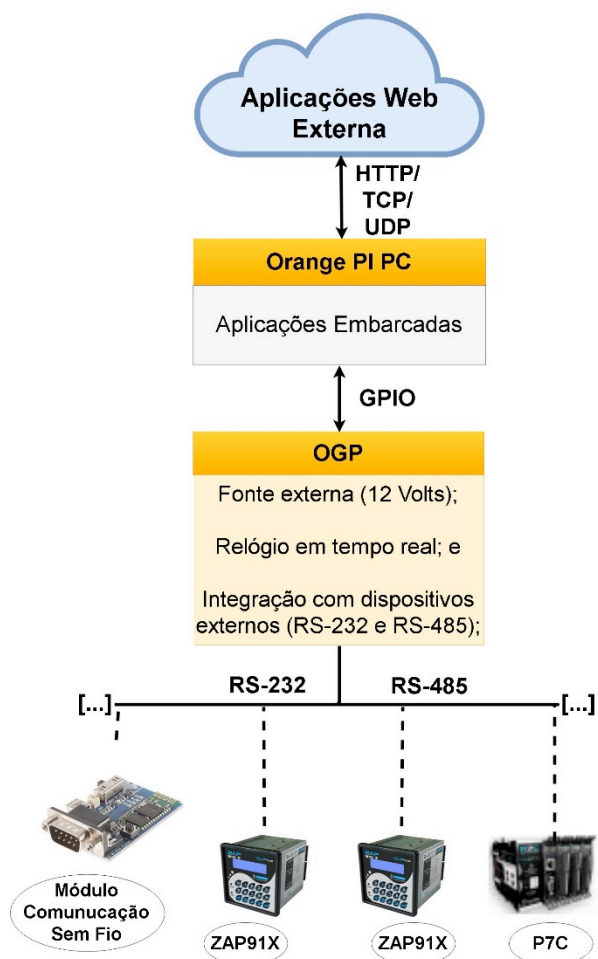 Aplicações Web
Externa
HTTP/
TCP/
UDP
Orange PI PC
Aplicações Embarcadas
GPIO
OGP
Fonte externa (12 Volts);
Relógio em tempo real; e
Integração com dispositivos
externos (RS-232 e RS-485);
RS-232
RS-485
[...]
[...]
ZAP
ZAP
Módulo
Comunucação
Sem Fio
ZAP91X
ZAP91X
P7C